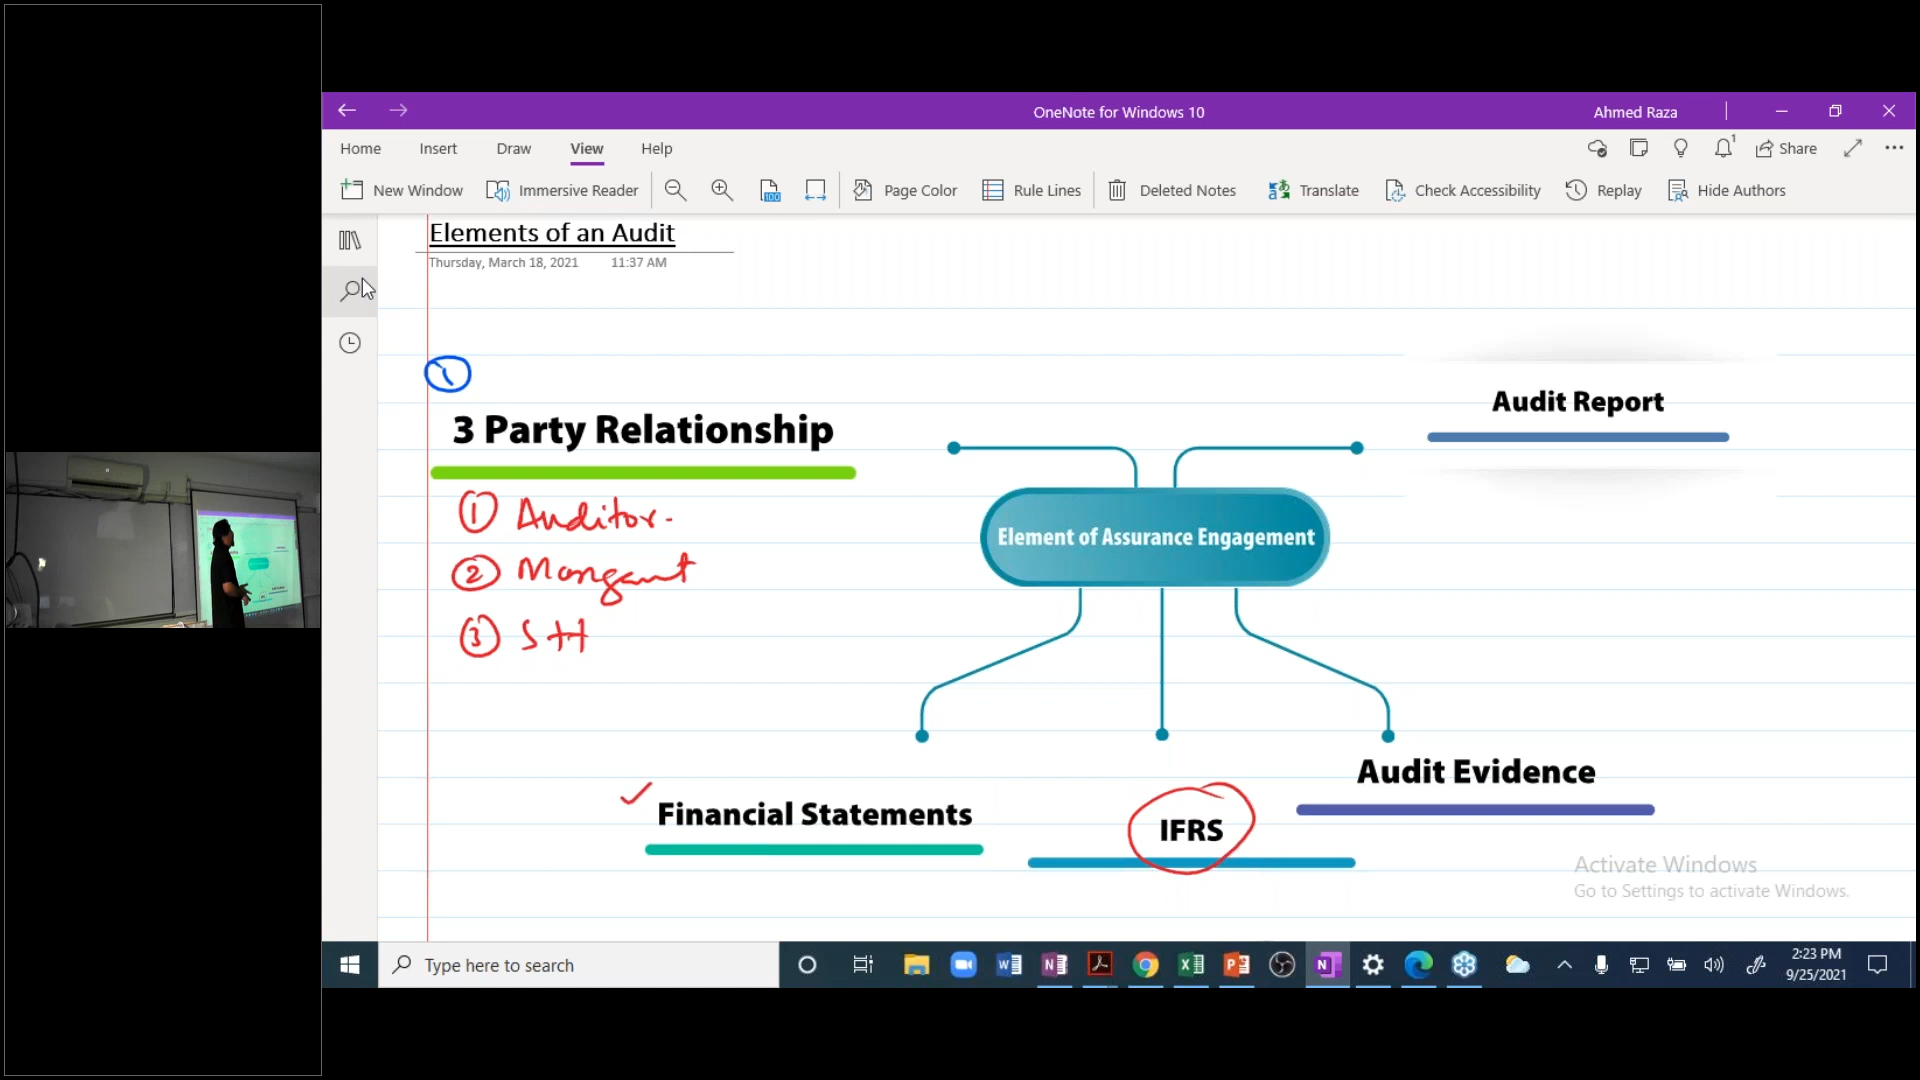 OneNote for Windows 10
Ahmed Raza
Home Insert Draw View Help
1
Share
New Window Immersive Reader 100 Page Color Rule Lines Deleted Notes Translate Check Accessibility Replay Hide Authors
Elements of an Audit
Thursday, March 18, 2021 11:37 AM
1
3 Party Relationship
Audit Report
① Auditor.
② Mangaut
③ SH
Element of Assurance Engagement
Financial Statements
IFRS
Audit Evidence
Activate Windows
Go to Settings to activate Windows.
Type here to search
2:23 PM
9/25/2021